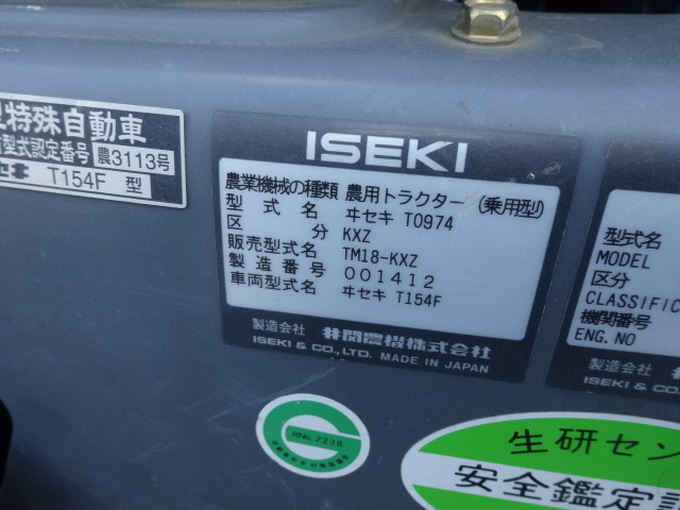 特殊自動車
型式認定番号 農3113号
T154F 型
ISEKI
農業機械の種類 農用トラクター(乗用型)
型式名 ヰセキ T0974
区分 KXZ
販売型式名 TM18-KXZ
製造番号 001412
車両型式名 ヰセキ T154F
製造会社 井関農機株式会社
ISEKI & CO., LTD. MADE IN JAPAN
型式名
MODEL
区分
CLASSIFIC
機関番号
ENG. NO
製造会社 井
ISEKI & CO
RNo.2238
生研セン
安全鑑定